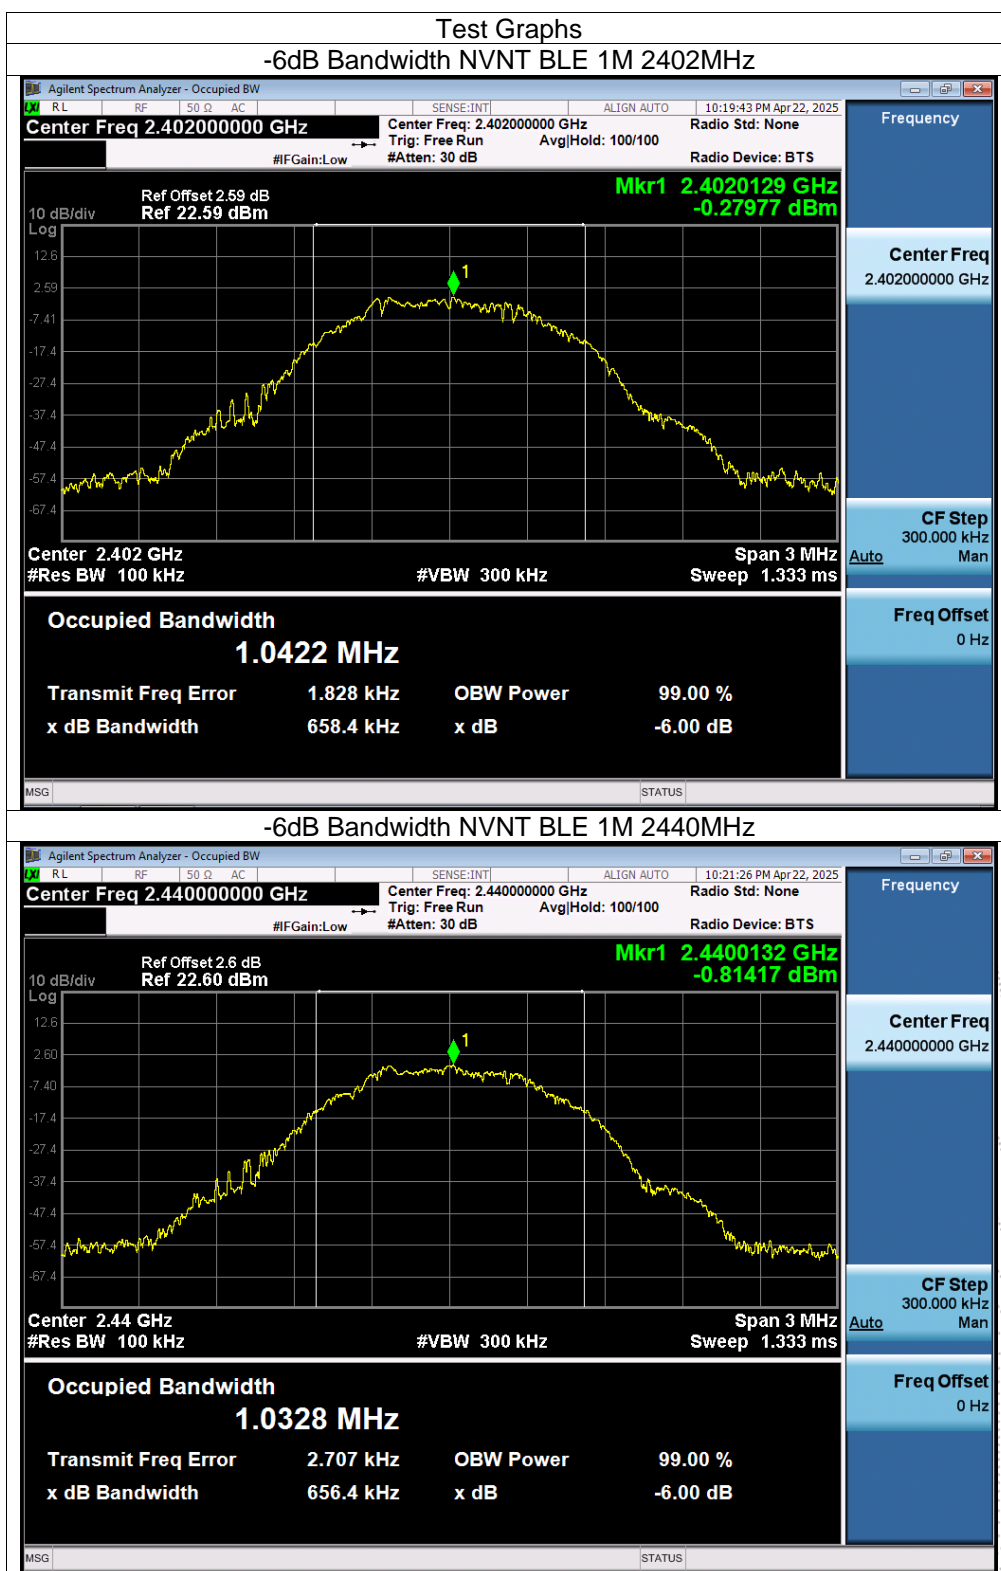 Test Graphs
-6dB Bandwidth NVNT BLE 1M 2402MHz
Agilent Spectrum Analyzer - Occupied BW
LXI RL RF 50 Ω AC SENSE:INT ALIGN AUTO 10:19:43 PM Apr 22, 2025
Center Freq 2.402000000 GHz Center Freq: 2.402000000 GHz Radio Std: None Frequency
Trig: Free Run Avg|Hold: 100/100
#IFGain:Low #Atten: 30 dB Radio Device: BTS
Mkr1 2.4020129 GHz
-0.27977 dBm
Ref Offset 2.59 dB
10 dB/div Ref 22.59 dBm
Log
12.6
2.59
-7.41
-17.4
-27.4
-37.4
-47.4
-57.4
-67.4
1
Center Freq
2.402000000 GHz
Center 2.402 GHz Span 3 MHz
#Res BW 100 kHz #VBW 300 kHz Sweep 1.333 ms
CF Step
300.000 kHz
Auto Man
Freq Offset
0 Hz
Occupied Bandwidth
1.0422 MHz
Transmit Freq Error 1.828 kHz OBW Power 99.00 %
x dB Bandwidth 658.4 kHz x dB -6.00 dB
MSG STATUS
-6dB Bandwidth NVNT BLE 1M 2440MHz
Agilent Spectrum Analyzer - Occupied BW
LXI RL RF 50 Ω AC SENSE:INT ALIGN AUTO 10:21:26 PM Apr 22, 2025
Center Freq 2.440000000 GHz Center Freq: 2.440000000 GHz Radio Std: None Frequency
Trig: Free Run Avg|Hold: 100/100
#IFGain:Low #Atten: 30 dB Radio Device: BTS
Mkr1 2.4400132 GHz
-0.81417 dBm
Ref Offset 2.6 dB
10 dB/div Ref 22.60 dBm
Log
12.6
2.60
-7.40
-17.4
-27.4
-37.4
-47.4
-57.4
-67.4
1
Center Freq
2.440000000 GHz
Center 2.44 GHz Span 3 MHz
#Res BW 100 kHz #VBW 300 kHz Sweep 1.333 ms
CF Step
300.000 kHz
Auto Man
Freq Offset
0 Hz
Occupied Bandwidth
1.0328 MHz
Transmit Freq Error 2.707 kHz OBW Power 99.00 %
x dB Bandwidth 656.4 kHz x dB -6.00 dB
MSG STATUS